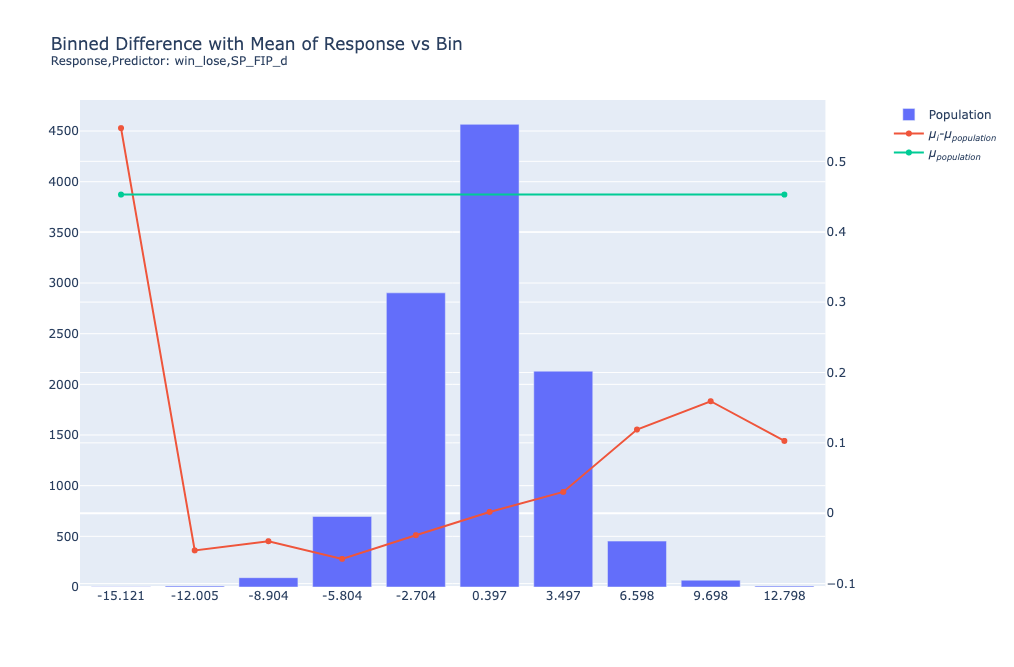 Binned Difference with Mean of Response vs Bin
Response,Predictor: win_lose,SP_FIP_d
Population
μi-μpopulation
μpopulation
4500
4000
3500
3000
2500
2000
1500
1000
500
0
0.5
0.4
0.3
0.2
0.1
0
−0.1
-15.121 -12.005 -8.904 -5.804 -2.704 0.397 3.497 6.598 9.698 12.798